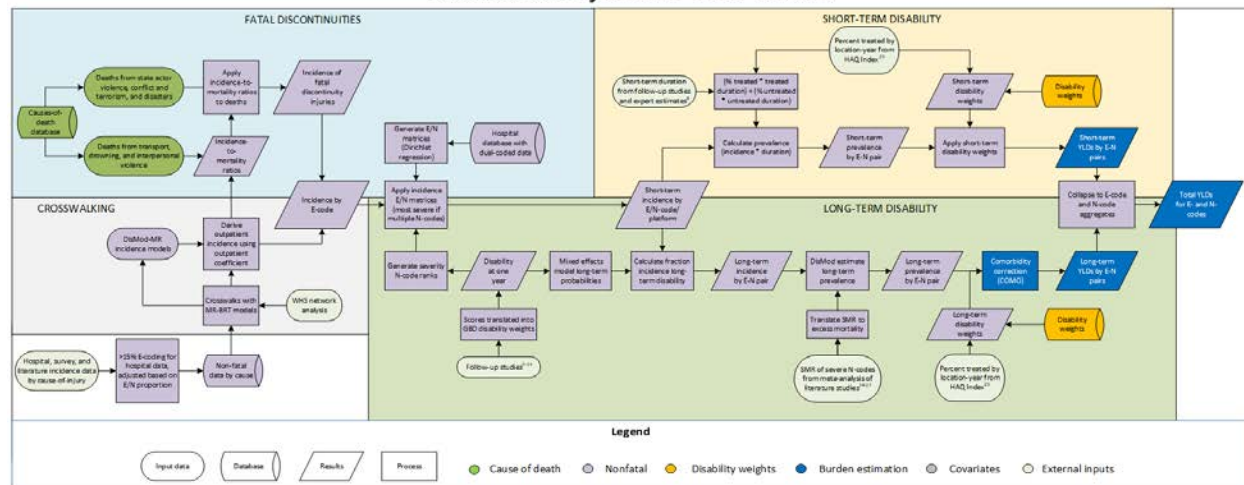 FATAL DISCONTINUITIES
SHORT-TERM DISABILITY
Causes-of-
death
database
Deaths from state actor
violence, conflict and
terrorism, and disasters
Apply
incidence-to-
mortality ratios
to deaths
Incidence of
fatal
discontinuity
injuries
Deaths from transport,
drowning, and interpersonal
violence
Incidence-
to-
mortality
ratios
Generate E/N
matrices
(Dirichlet
regression)
Hospital
database with
dual-coded data
Incidence by
E-code
Apply incidence
E/N matrices
(most severe if
multiple N-codes)
Percent treated by
location-year from
HAQ Index
Short-term duration
from follow-up studies
and expert estimates
(% treated * treated
duration) + (% untreated
* untreated duration)
Short-term
disability
weights
Disability
weights
Calculate prevalence
(incidence * duration)
Short-term
prevalence
by E-N pair
Apply short-term
disability weights
Short-term
YLDs by E-N
pairs
Short-term
incidence by
E/N-code/
platform
Collapse to E-code
and N-code
aggregates
Total YLDs
for E- and N-
codes
CROSSWALKING
LONG-TERM DISABILITY
DisMod-MR
incidence models
Derive
outpatient
incidence using
outpatient
coefficient
Crosswalks with
MR-BRT models
WHS network
analysis
Hospital, survey, and
literature incidence data
by cause-of-injury
>15% E-coding for
hospital data,
adjusted based on
E/N proportion
Non-fatal
data by cause
Generate severity
N-code ranks
Disability
at one
year
Mixed effects
model long-term
probabilities
Calculate fraction
incidence long-
term disability
Long-term
incidence
by E-N pair
DisMod estimate
long-term
prevalence
Long-term
prevalence
by E-N pair
Comorbidity
correction
(COMO)
Long-term
YLDs by E-N
pairs
Scores translated into
GBD disability weights
Translate SMR to
excess mortality
Long-term
disability
weights
Disability
weights
Follow-up studies
SMR of severe N-codes
from meta-analysis of
literature studies
Percent treated by
location-year from
HAQ Index
Legend
Input data
Database
Results
Process
Cause of death
Nonfatal
Disability weights
Burden estimation
Covariates
External inputs